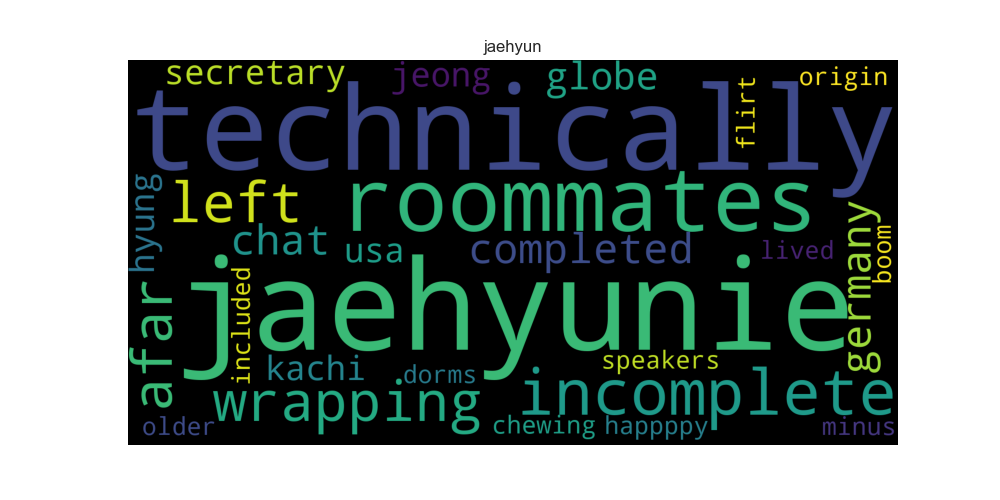 jaehyun
secretary jeong globe origin
technically flirt
hyung left roommates
chat usa completed lived boom
afar included jaehyunie germany
kachi dorms speakers
wrapping incomplete
older chewing happppy minus